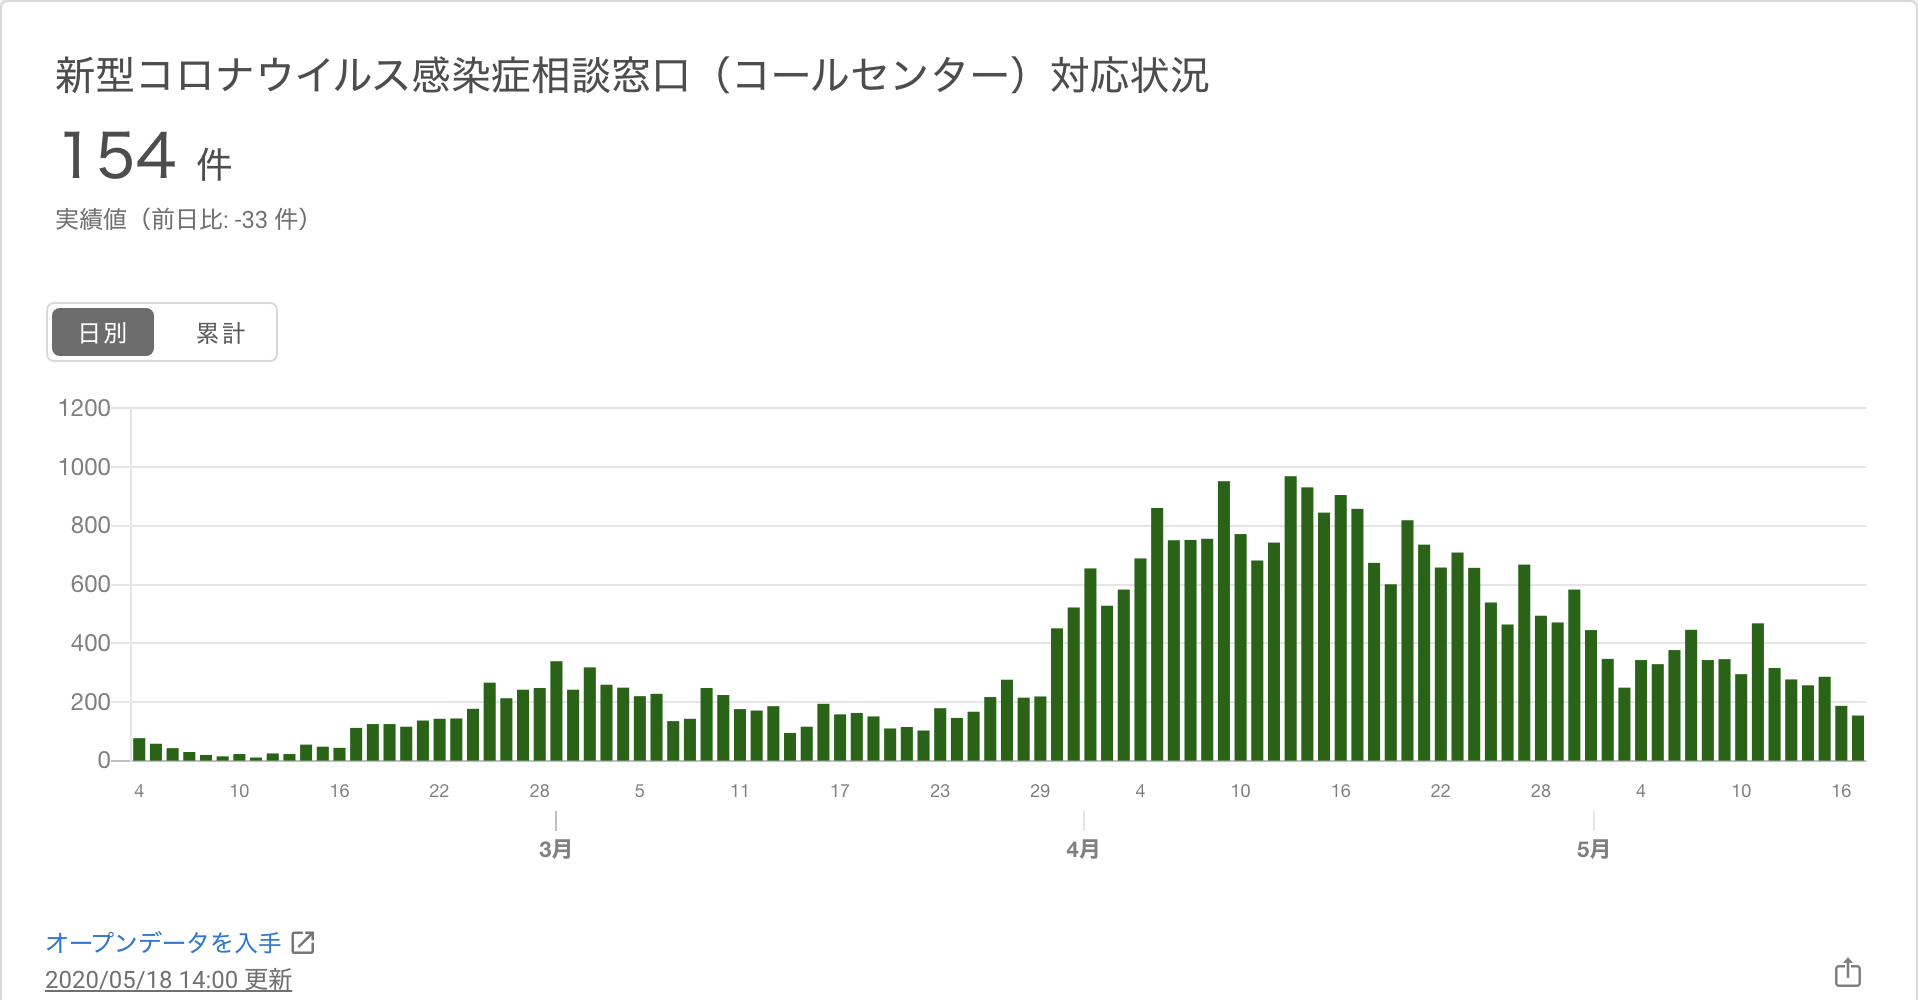 新型コロナウイルス感染症相談窓口（コールセンター）対応状況
154 件
実績値（前日比: -33 件）
日別 累計
1200
1000
800
600
400
200
0
4 10 16 22 28 5 11 17 23 29 4 10 16 22 28 4 10 16
3月 4月 5月
オープンデータを入手
2020/05/18 14:00 更新